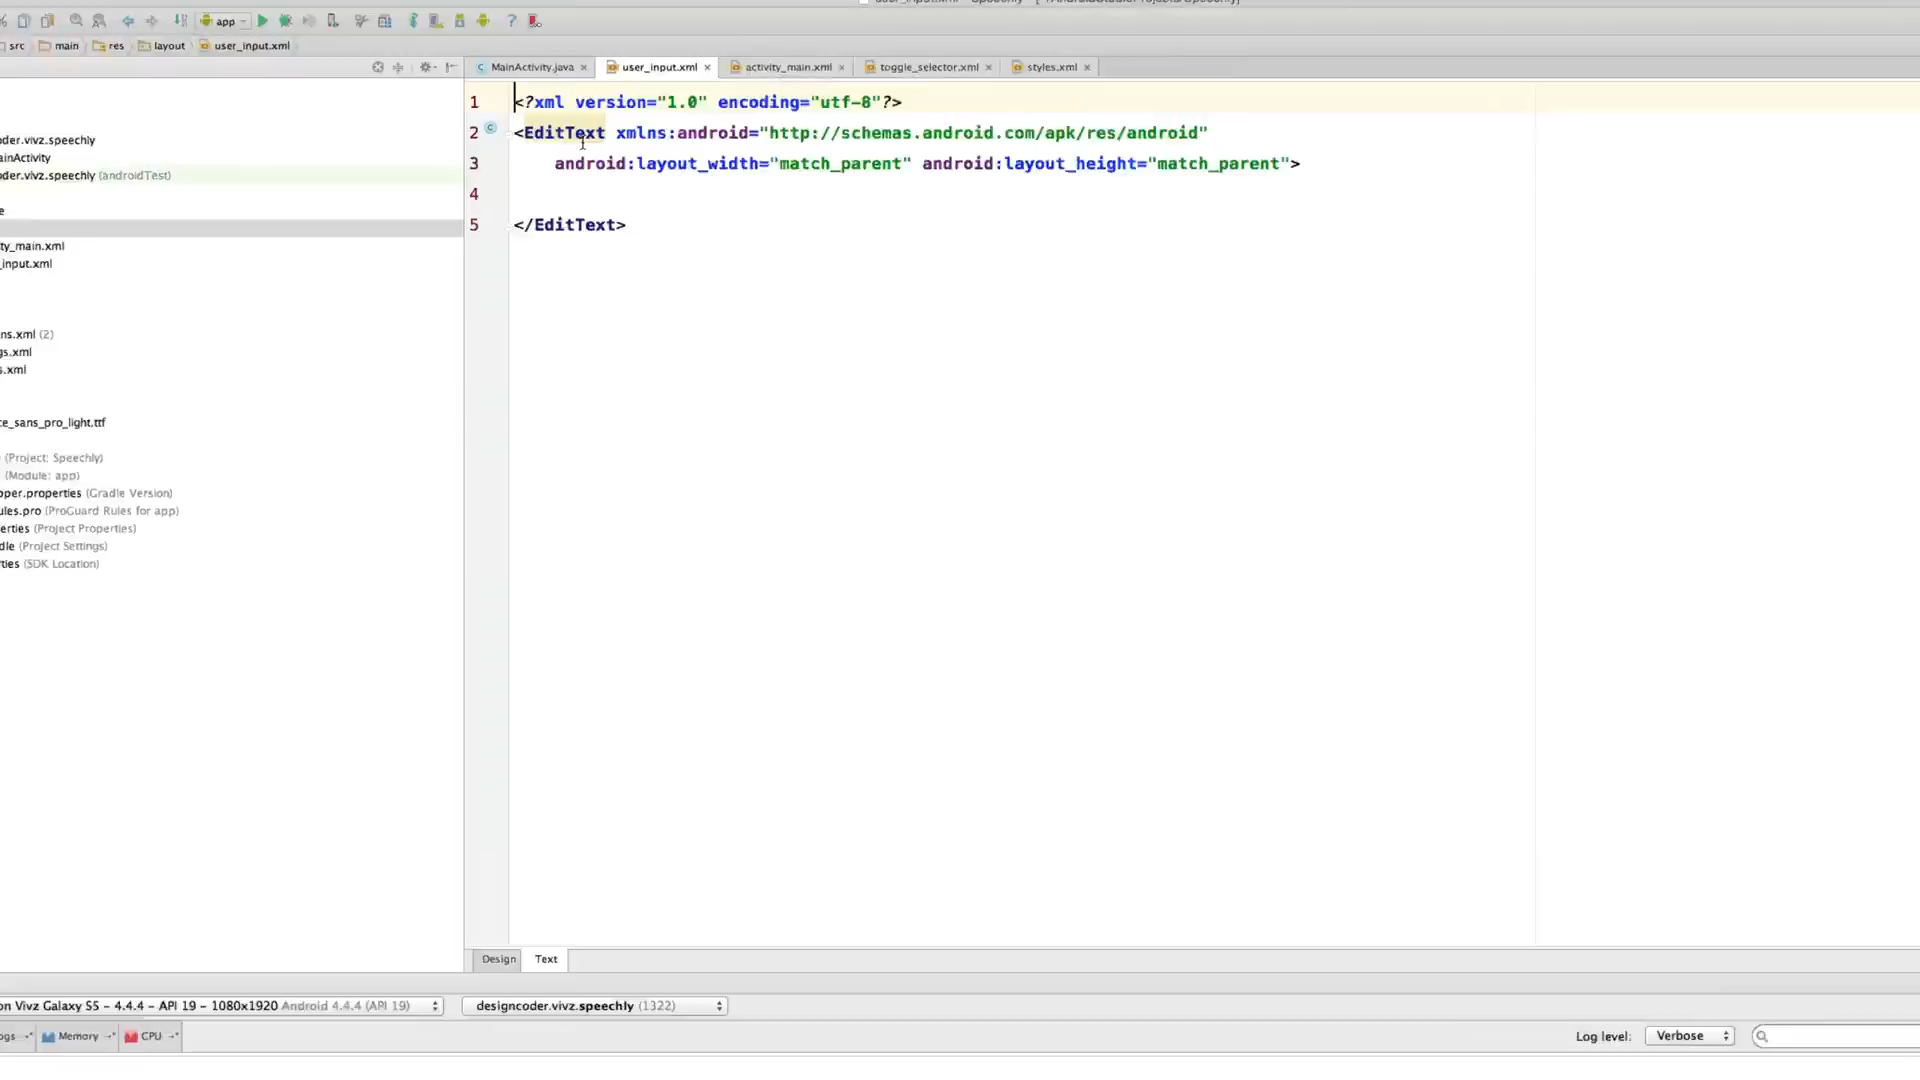 app
src main res layout user_input.xml
MainActivity.java user_input.xml activity_main.xml toggle_selector.xml styles.xml
1 <?xml version="1.0" encoding="utf-8"?>
2 <EditText xmlns:android="http://schemas.android.com/apk/res/android"
3 android:layout_width="match_parent" android:layout_height="match_parent">
4
5 </EditText>
oder.vivz.speechly
ainActivity
oder.vivz.speechly (androidTest)
e
ty_main.xml
_input.xml
ns.xml (2)
gs.xml
s.xml
ce_sans_pro_light.ttf
(Project: Speechly)
(Module: app)
pper.properties (Gradle Version)
ules.pro (ProGuard Rules for app)
erties (Project Properties)
dle (Project Settings)
ties (SDK Location)
Design Text
on Vivz Galaxy S5 - 4.4.4 - API 19 - 1080x1920 Android 4.4.4 (API 19) designcoder.vivz.speechly (1322)
ogs Memory CPU Log level: Verbose